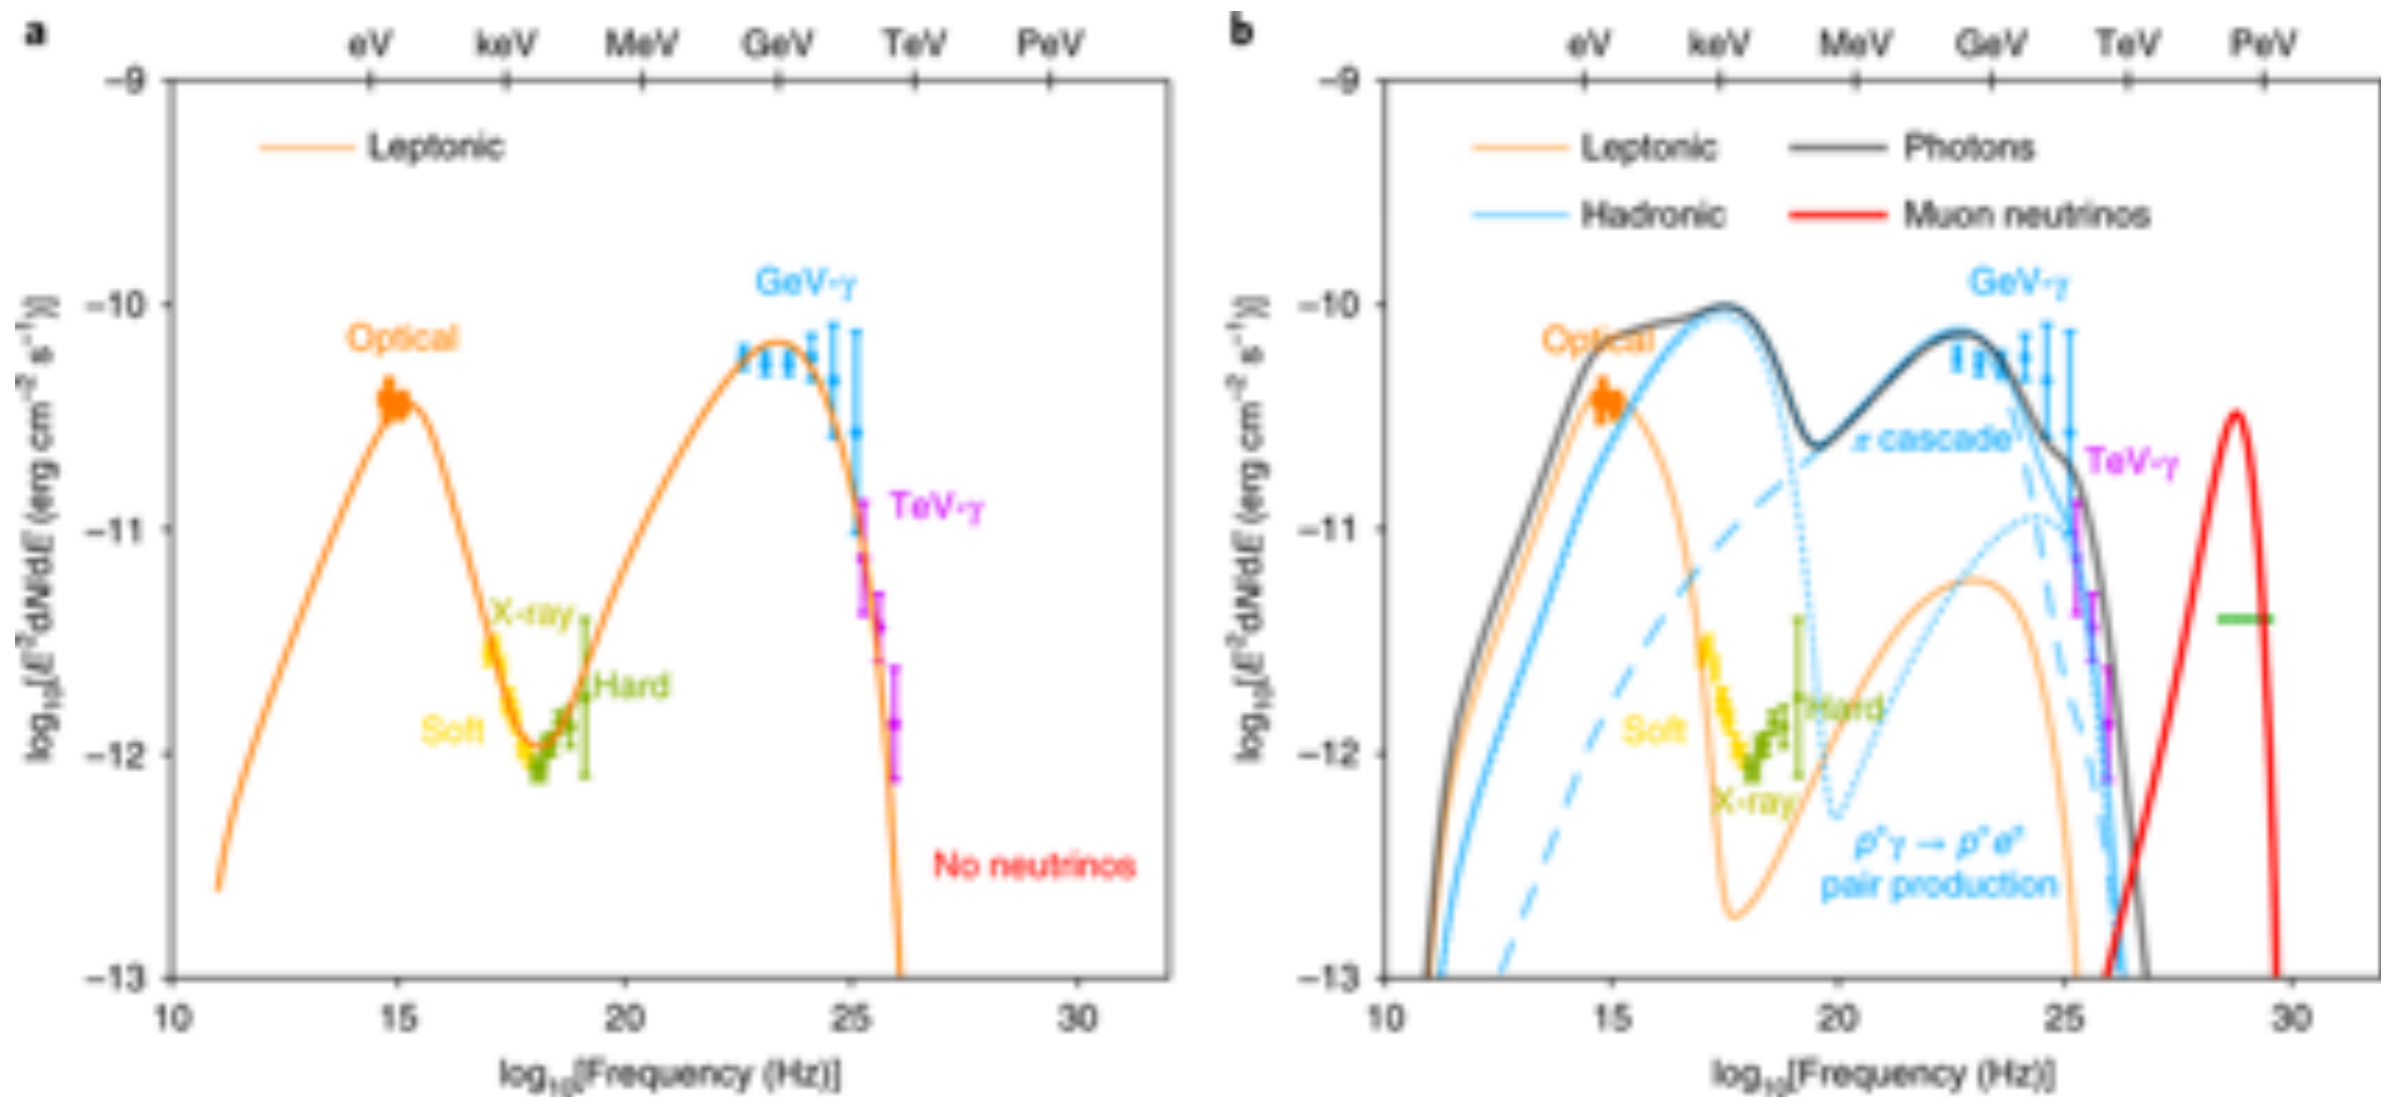 a
eV keV MeV GeV TeV PeV
−9
Leptonic
−10
GeV-γ
Optical
−11
TeV-γ
X-ray
Hard
Soft
−12
No neutrinos
−13
10 15 20 25 30
log₁₀[Frequency (Hz)]
log₁₀[E²dN/dE (erg cm⁻² s⁻¹)]
b
eV keV MeV GeV TeV PeV
−9
Leptonic Photons
Hadronic Muon neutrinos
−10
GeV-γ
Optical
π cascade
TeV-γ
−11
Hard
Soft
−12
X-ray
pair production
−13
10 15 20 25 30
log₁₀[Frequency (Hz)]
log₁₀[E²dN/dE (erg cm⁻² s⁻¹)]